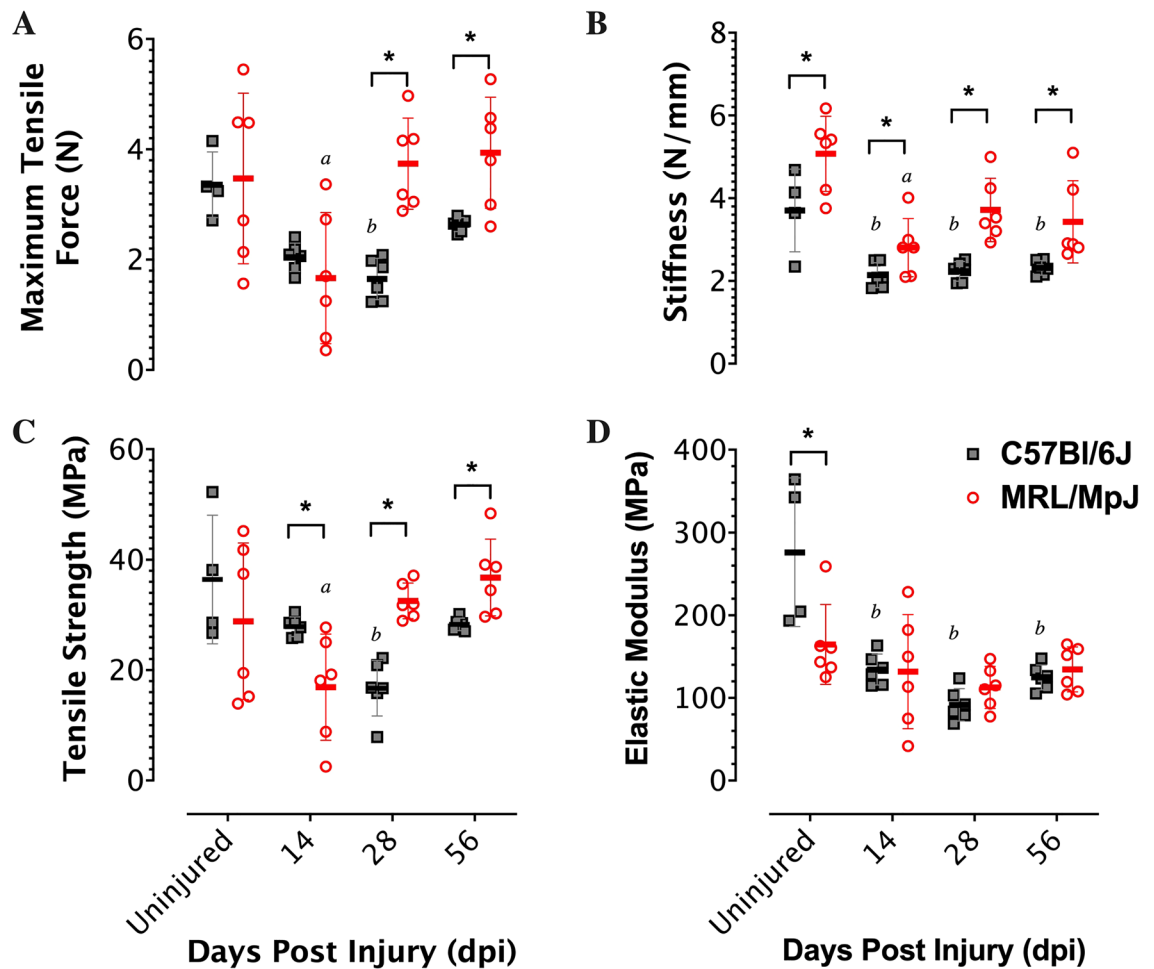 A
Maximum Tensile
Force (N)
6
4
2
0
*
*
a
b
B
Stiffness (N/mm)
8
6
4
2
0
*
*
*
*
b
a
b
b
C
Tensile Strength (MPa)
60
40
20
0
*
*
*
a
b
Uninjured
14
28
56
Days Post Injury (dpi)
D
Elastic Modulus (MPa)
400
300
200
100
0
*
b
b
b
C57Bl/6J
MRL/MpJ
Uninjured
14
28
56
Days Post Injury (dpi)